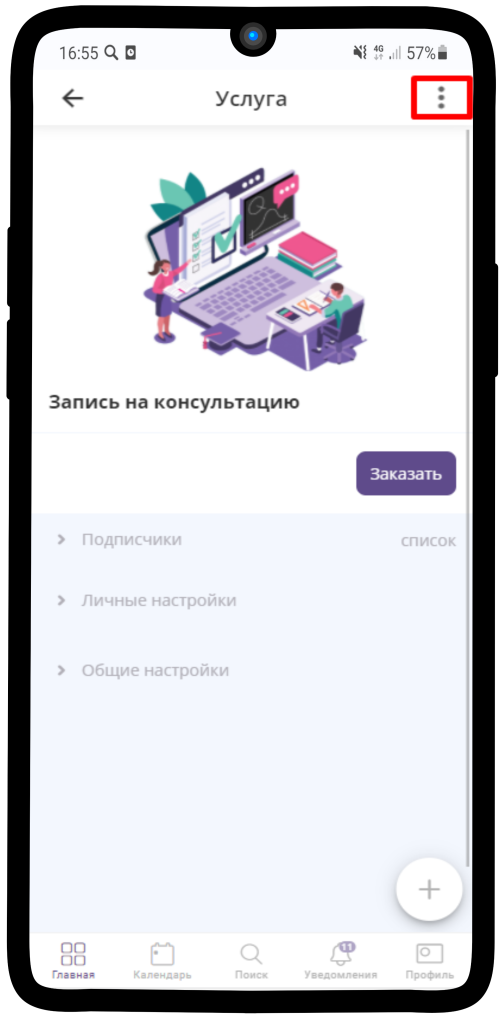 16:55 4G 57%
Услуга
Запись на консультацию
Заказать
Подписчики список
Личные настройки
Общие настройки
11
Главная Календарь Поиск Уведомления Профиль